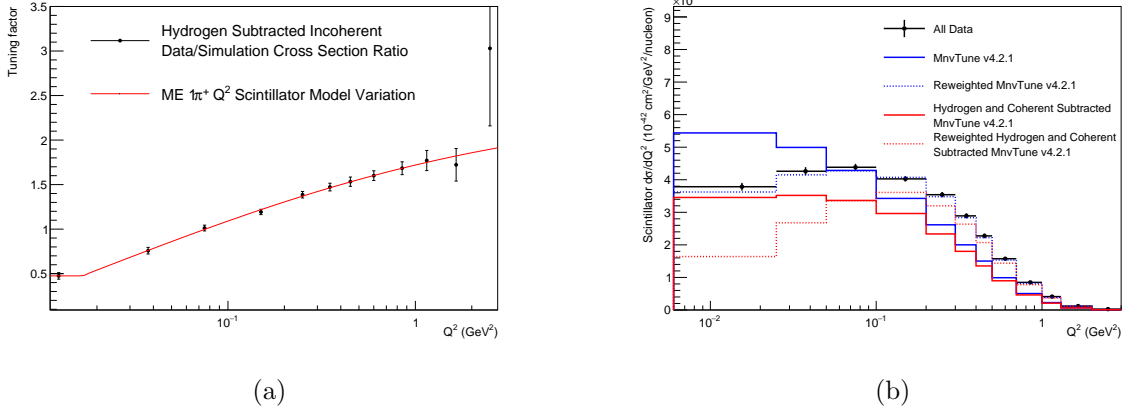 Tuning factor
3.5
3
2.5
2
1.5
1
0.5
Hydrogen Subtracted Incoherent
Data/Simulation Cross Section Ratio
ME 1π⁺ Q² Scintillator Model Variation
10⁻¹
1
Q² (GeV²)
(a)
Scintillator dσ/dQ² (10⁻⁴² cm²/GeV²/nucleon)
9
8
7
6
5
4
3
2
1
0
All Data
MnvTune v4.2.1
Reweighted MnvTune v4.2.1
Hydrogen and Coherent Subtracted
MnvTune v4.2.1
Reweighted Hydrogen and Coherent
Subtracted MnvTune v4.2.1
10⁻²
10⁻¹
1
Q² (GeV²)
(b)